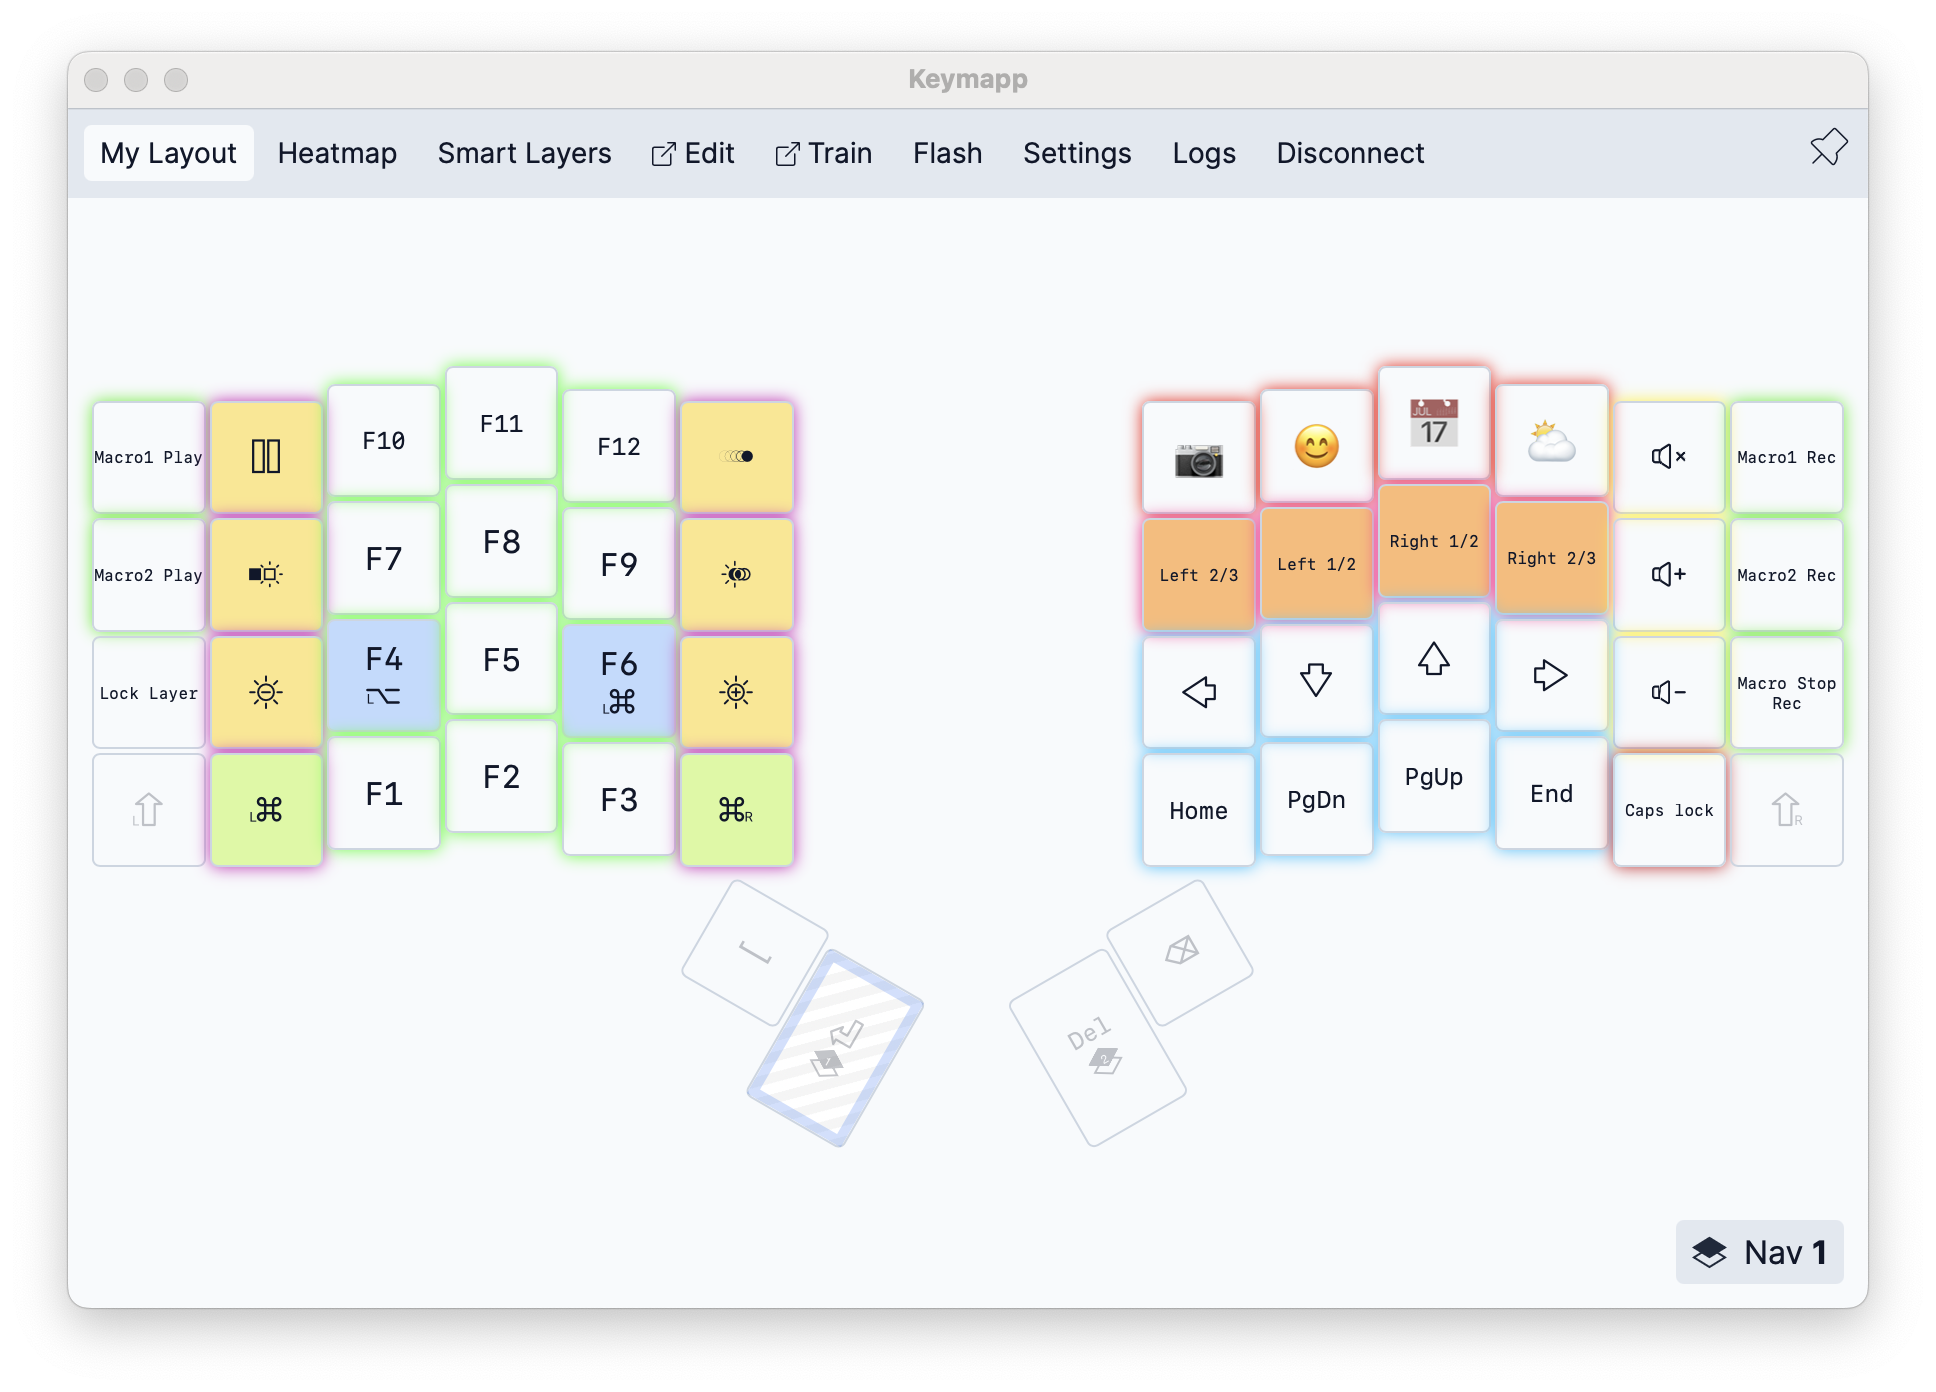 Keymapp
My Layout
Heatmap
Smart Layers
Edit
Train
Flash
Settings
Logs
Disconnect
Macro1 Play
F10
F11
F12
JUL
17
Macro1 Rec
Macro2 Play
F7
F8
F9
Left 2/3
Left 1/2
Right 1/2
Right 2/3
Macro2 Rec
Lock Layer
F4
L
F5
F6
L
Macro Stop
Rec
L
L
F1
F2
F3
R
Home
PgDn
PgUp
End
Caps lock
R
1
Del
2
Nav 1